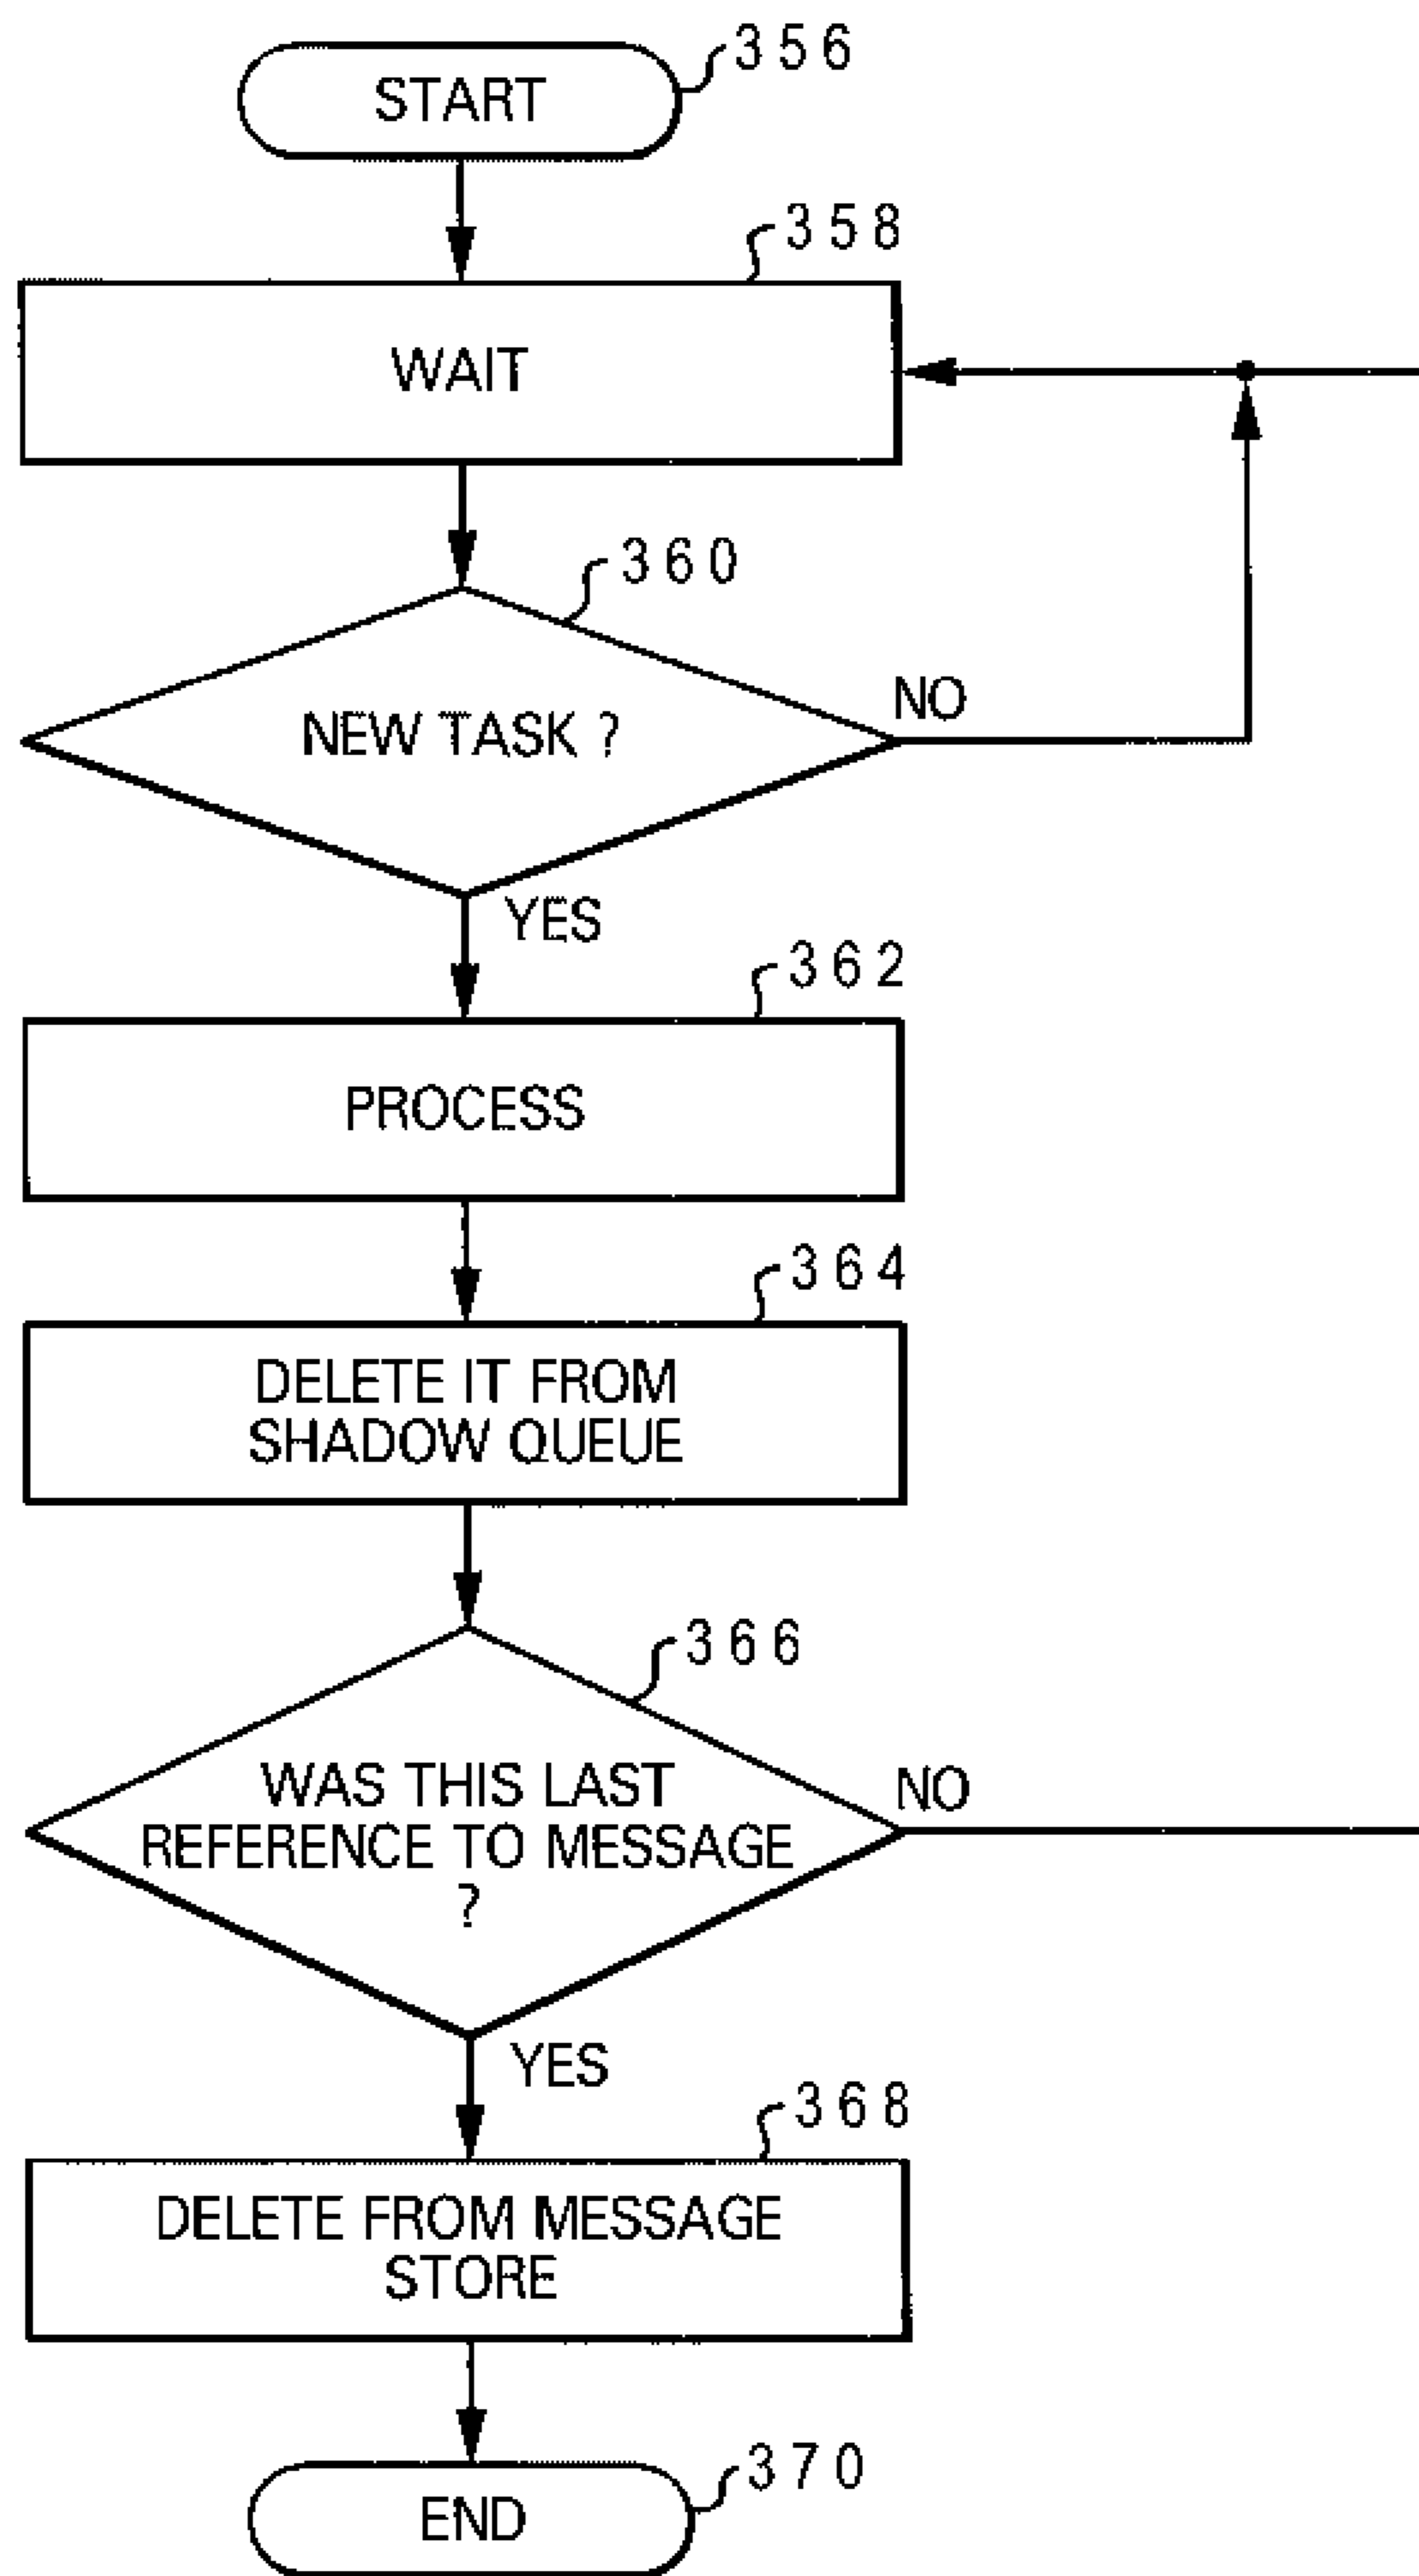 356
START
358
WAIT
360
NEW TASK ?
NO
YES
362
PROCESS
364
DELETE IT FROM
SHADOW QUEUE
366
WAS THIS LAST
REFERENCE TO MESSAGE
?
NO
YES
368
DELETE FROM MESSAGE
STORE
370
END